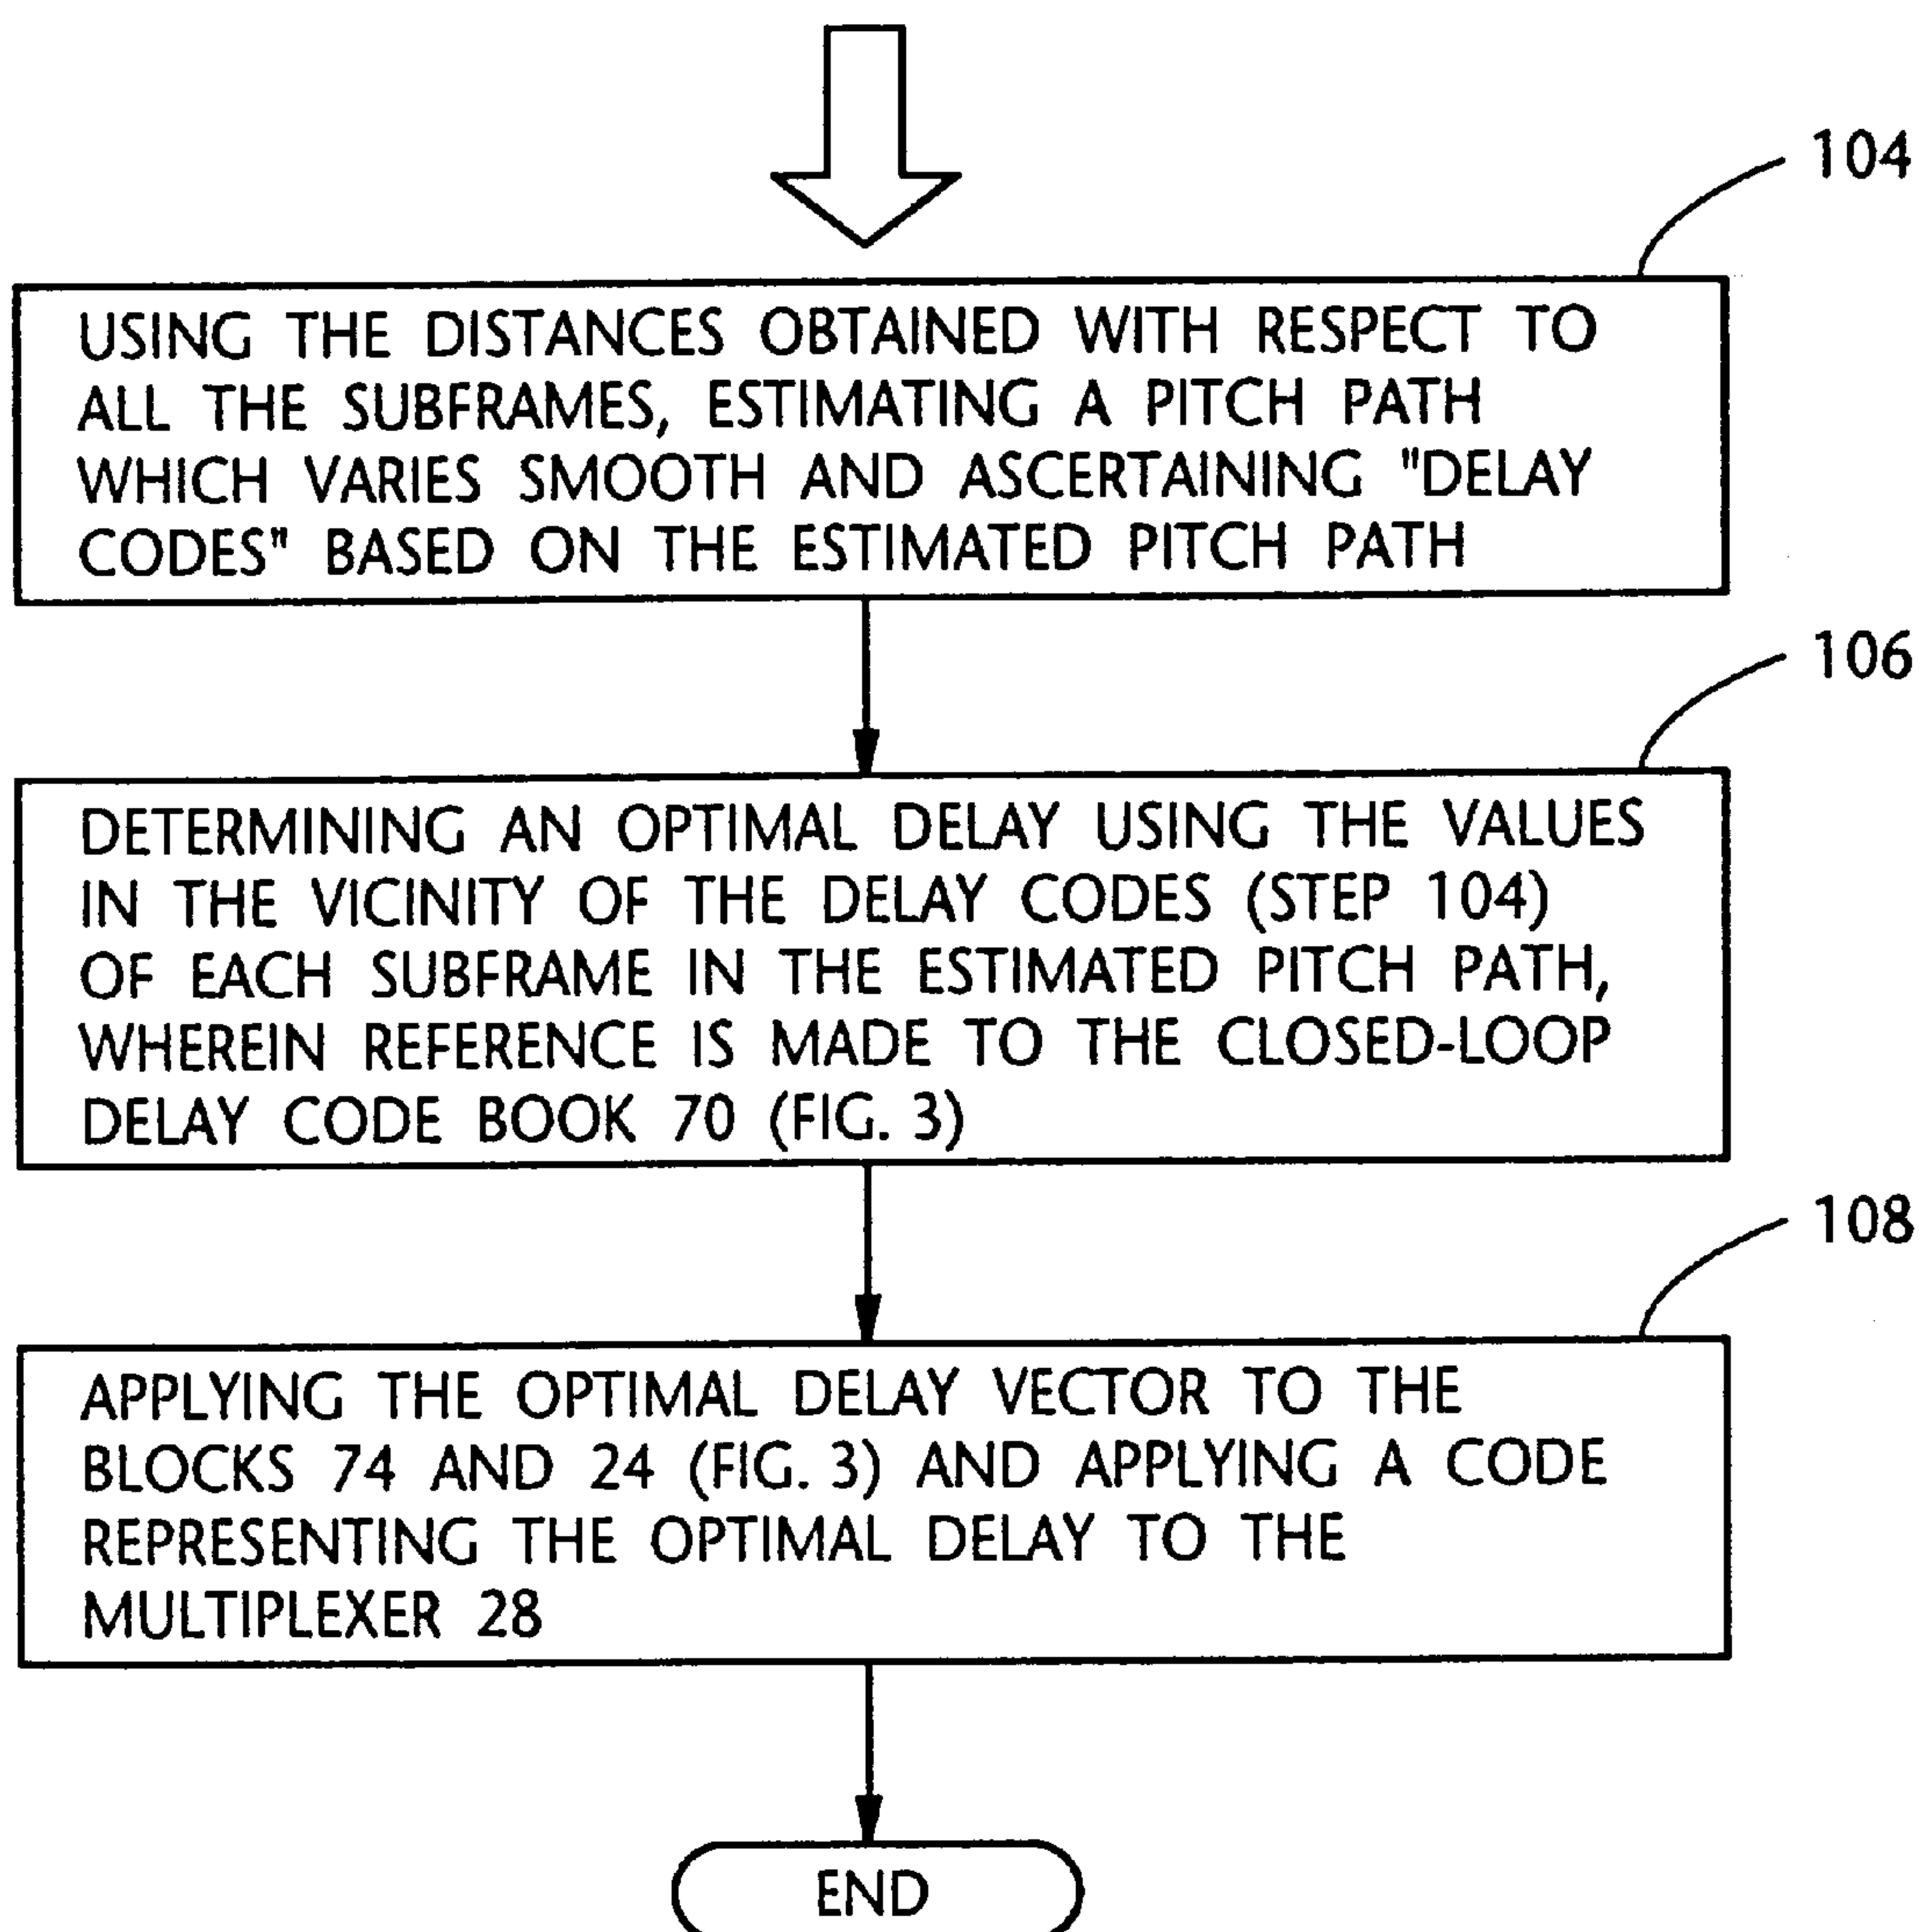 104
USING THE DISTANCES OBTAINED WITH RESPECT TO
ALL THE SUBFRAMES, ESTIMATING A PITCH PATH
WHICH VARIES SMOOTH AND ASCERTAINING "DELAY
CODES" BASED ON THE ESTIMATED PITCH PATH
106
DETERMINING AN OPTIMAL DELAY USING THE VALUES
IN THE VICINITY OF THE DELAY CODES (STEP 104)
OF EACH SUBFRAME IN THE ESTIMATED PITCH PATH,
WHEREIN REFERENCE IS MADE TO THE CLOSED-LOOP
DELAY CODE BOOK 70 (FIG. 3)
108
APPLYING THE OPTIMAL DELAY VECTOR TO THE
BLOCKS 74 AND 24 (FIG. 3) AND APPLYING A CODE
REPRESENTING THE OPTIMAL DELAY TO THE
MULTIPLEXER 28
END